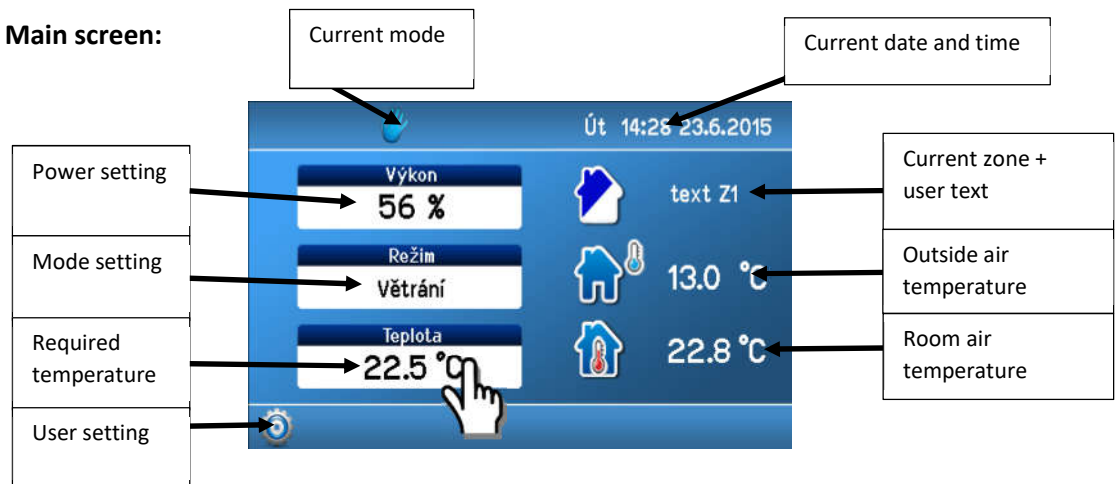 Main screen:
Current mode
Current date and time
Út 14:28 23.6.2015
Power setting
Výkon
56 %
text Z1
Current zone +
user text
Mode setting
Režim
Větrání
13.0 °C
Outside air
temperature
Required
temperature
Teplota
22.5 °C
22.8 °C
Room air
temperature
User setting